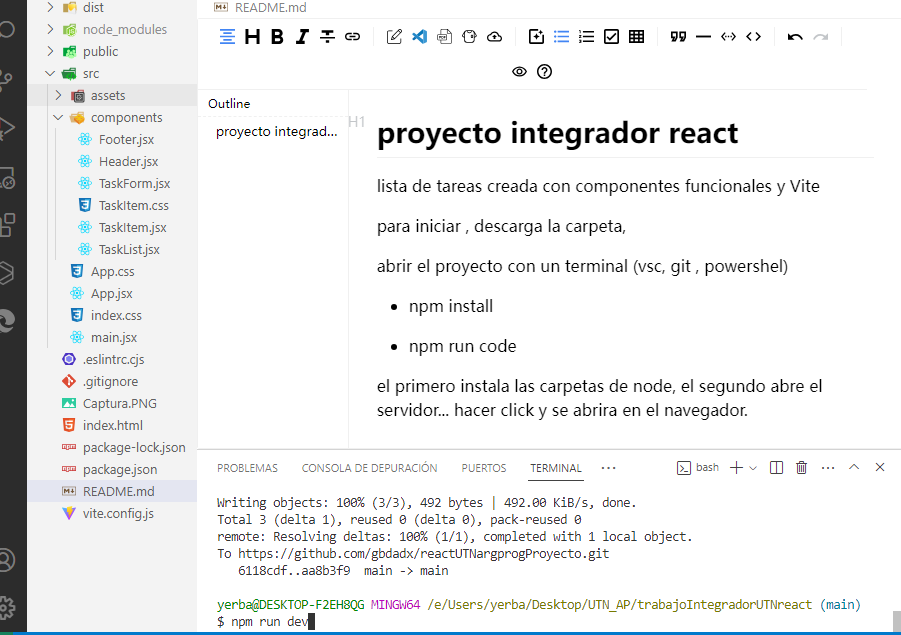 dist
node_modules
public
src
assets
components
Footer.jsx
Header.jsx
TaskForm.jsx
TaskItem.css
TaskItem.jsx
TaskList.jsx
App.css
App.jsx
index.css
main.jsx
.eslintrc.cjs
.gitignore
Captura.PNG
index.html
package-lock.json
package.json
README.md
vite.config.js
README.md
Outline
proyecto integrad...
H1
proyecto integrador react
lista de tareas creada con componentes funcionales y Vite
para iniciar , descarga la carpeta,
abrir el proyecto con un terminal (vsc, git , powershel)
• npm install
• npm run code
el primero instala las carpetas de node, el segundo abre el
servidor... hacer click y se abrira en el navegador.
PROBLEMAS CONSOLA DE DEPURACIÓN PUERTOS TERMINAL ··· bash
Writing objects: 100% (3/3), 492 bytes | 492.00 KiB/s, done.
Total 3 (delta 1), reused 0 (delta 0), pack-reused 0
remote: Resolving deltas: 100% (1/1), completed with 1 local object.
To https://github.com/gbdadx/reactUTNargprogProyecto.git
6118cdf..aa8b3f9 main -> main
yerba@DESKTOP-F2EH8QG MINGW64 /e/Users/yerba/Desktop/UTN_AP/trabajoIntegradorUTNreact (main)
$ npm run dev